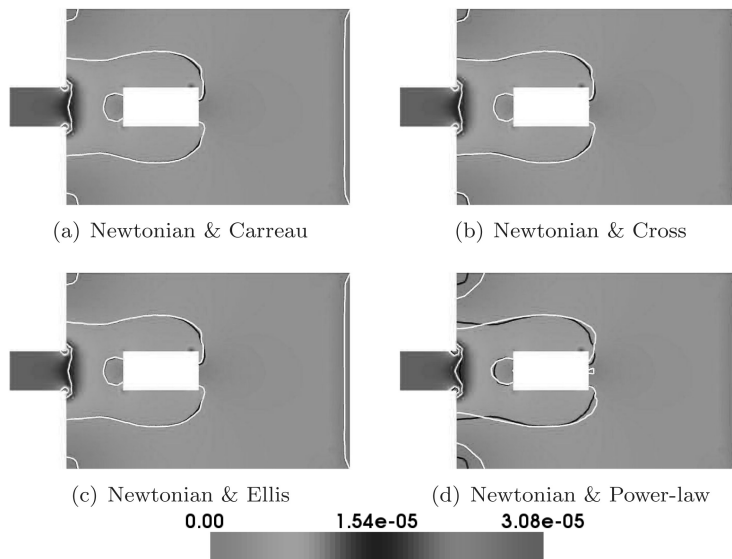 (a) Newtonian & Carreau
(b) Newtonian & Cross
(c) Newtonian & Ellis
(d) Newtonian & Power-law
0.00 1.54e-05 3.08e-05